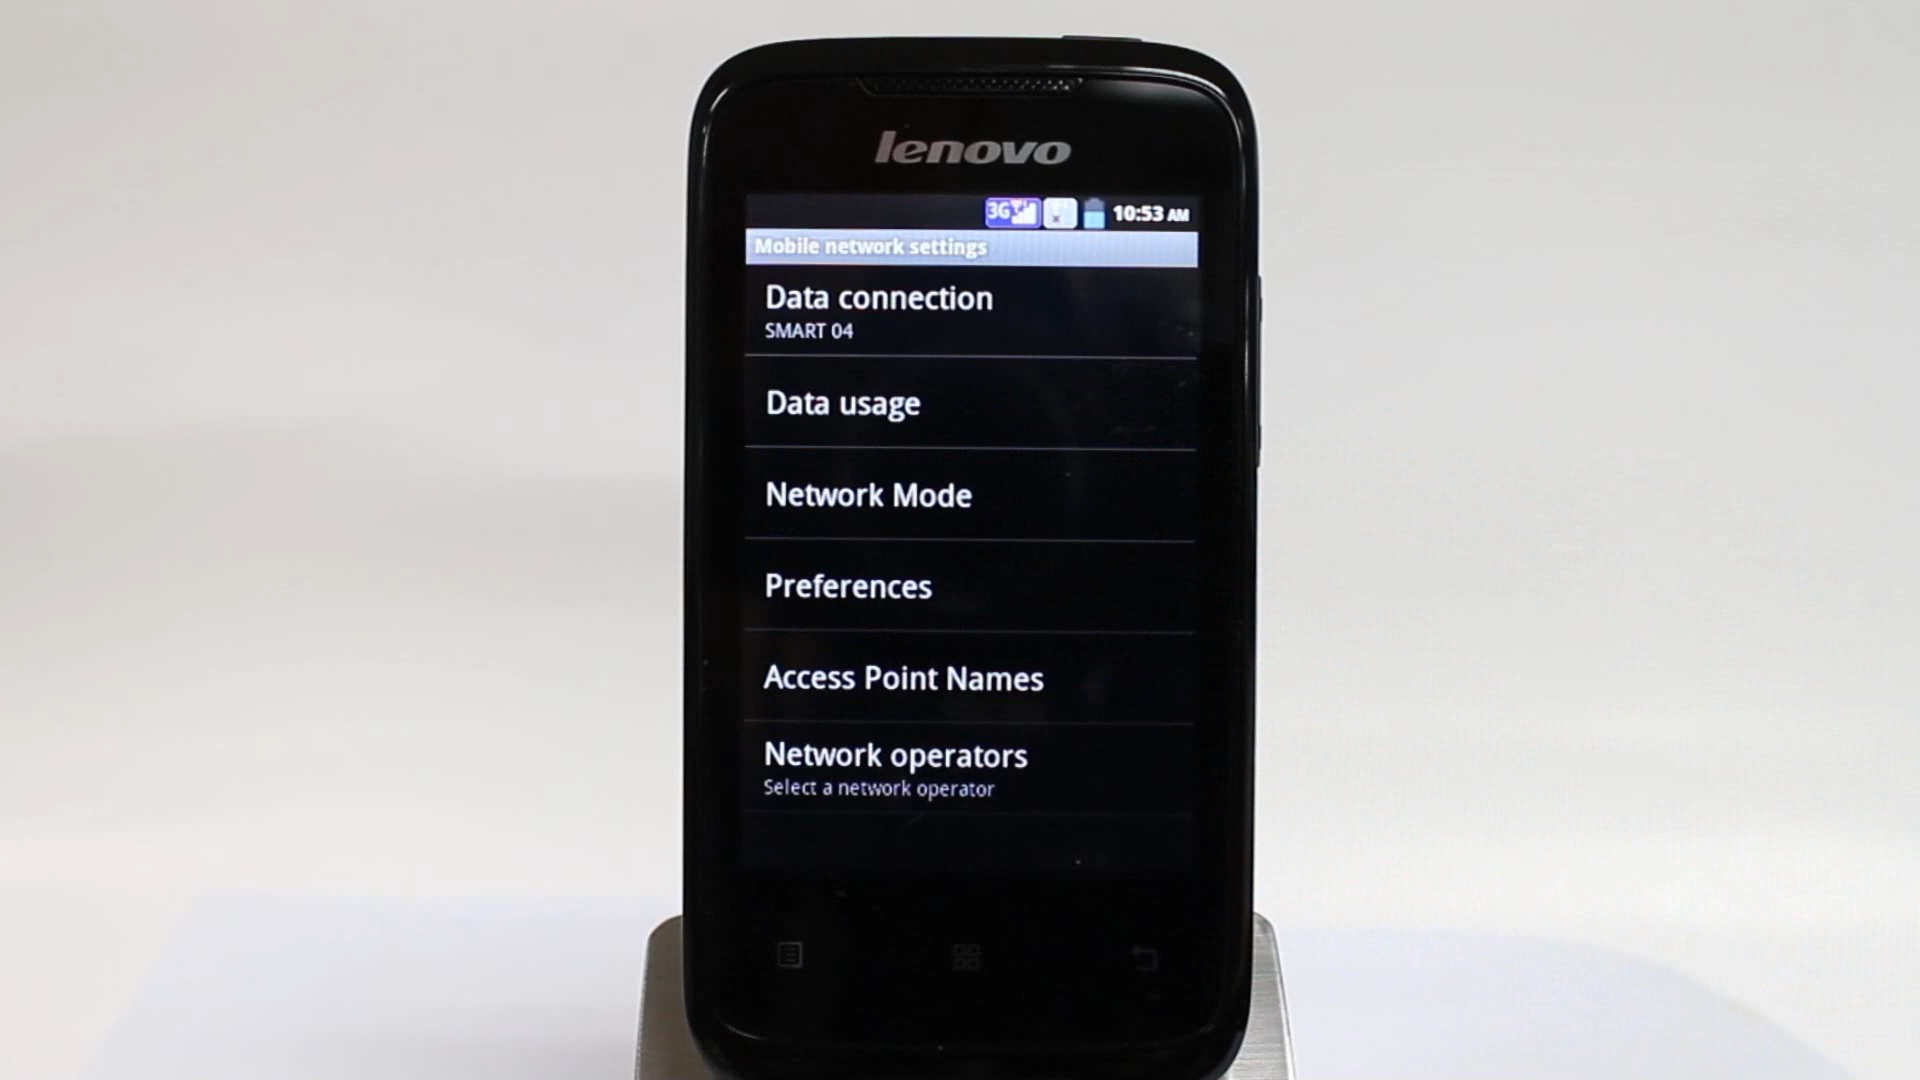 lenovo
3G 10:53 AM
Mobile network settings
Data connection
SMART 04
Data usage
Network Mode
Preferences
Access Point Names
Network operators
Select a network operator